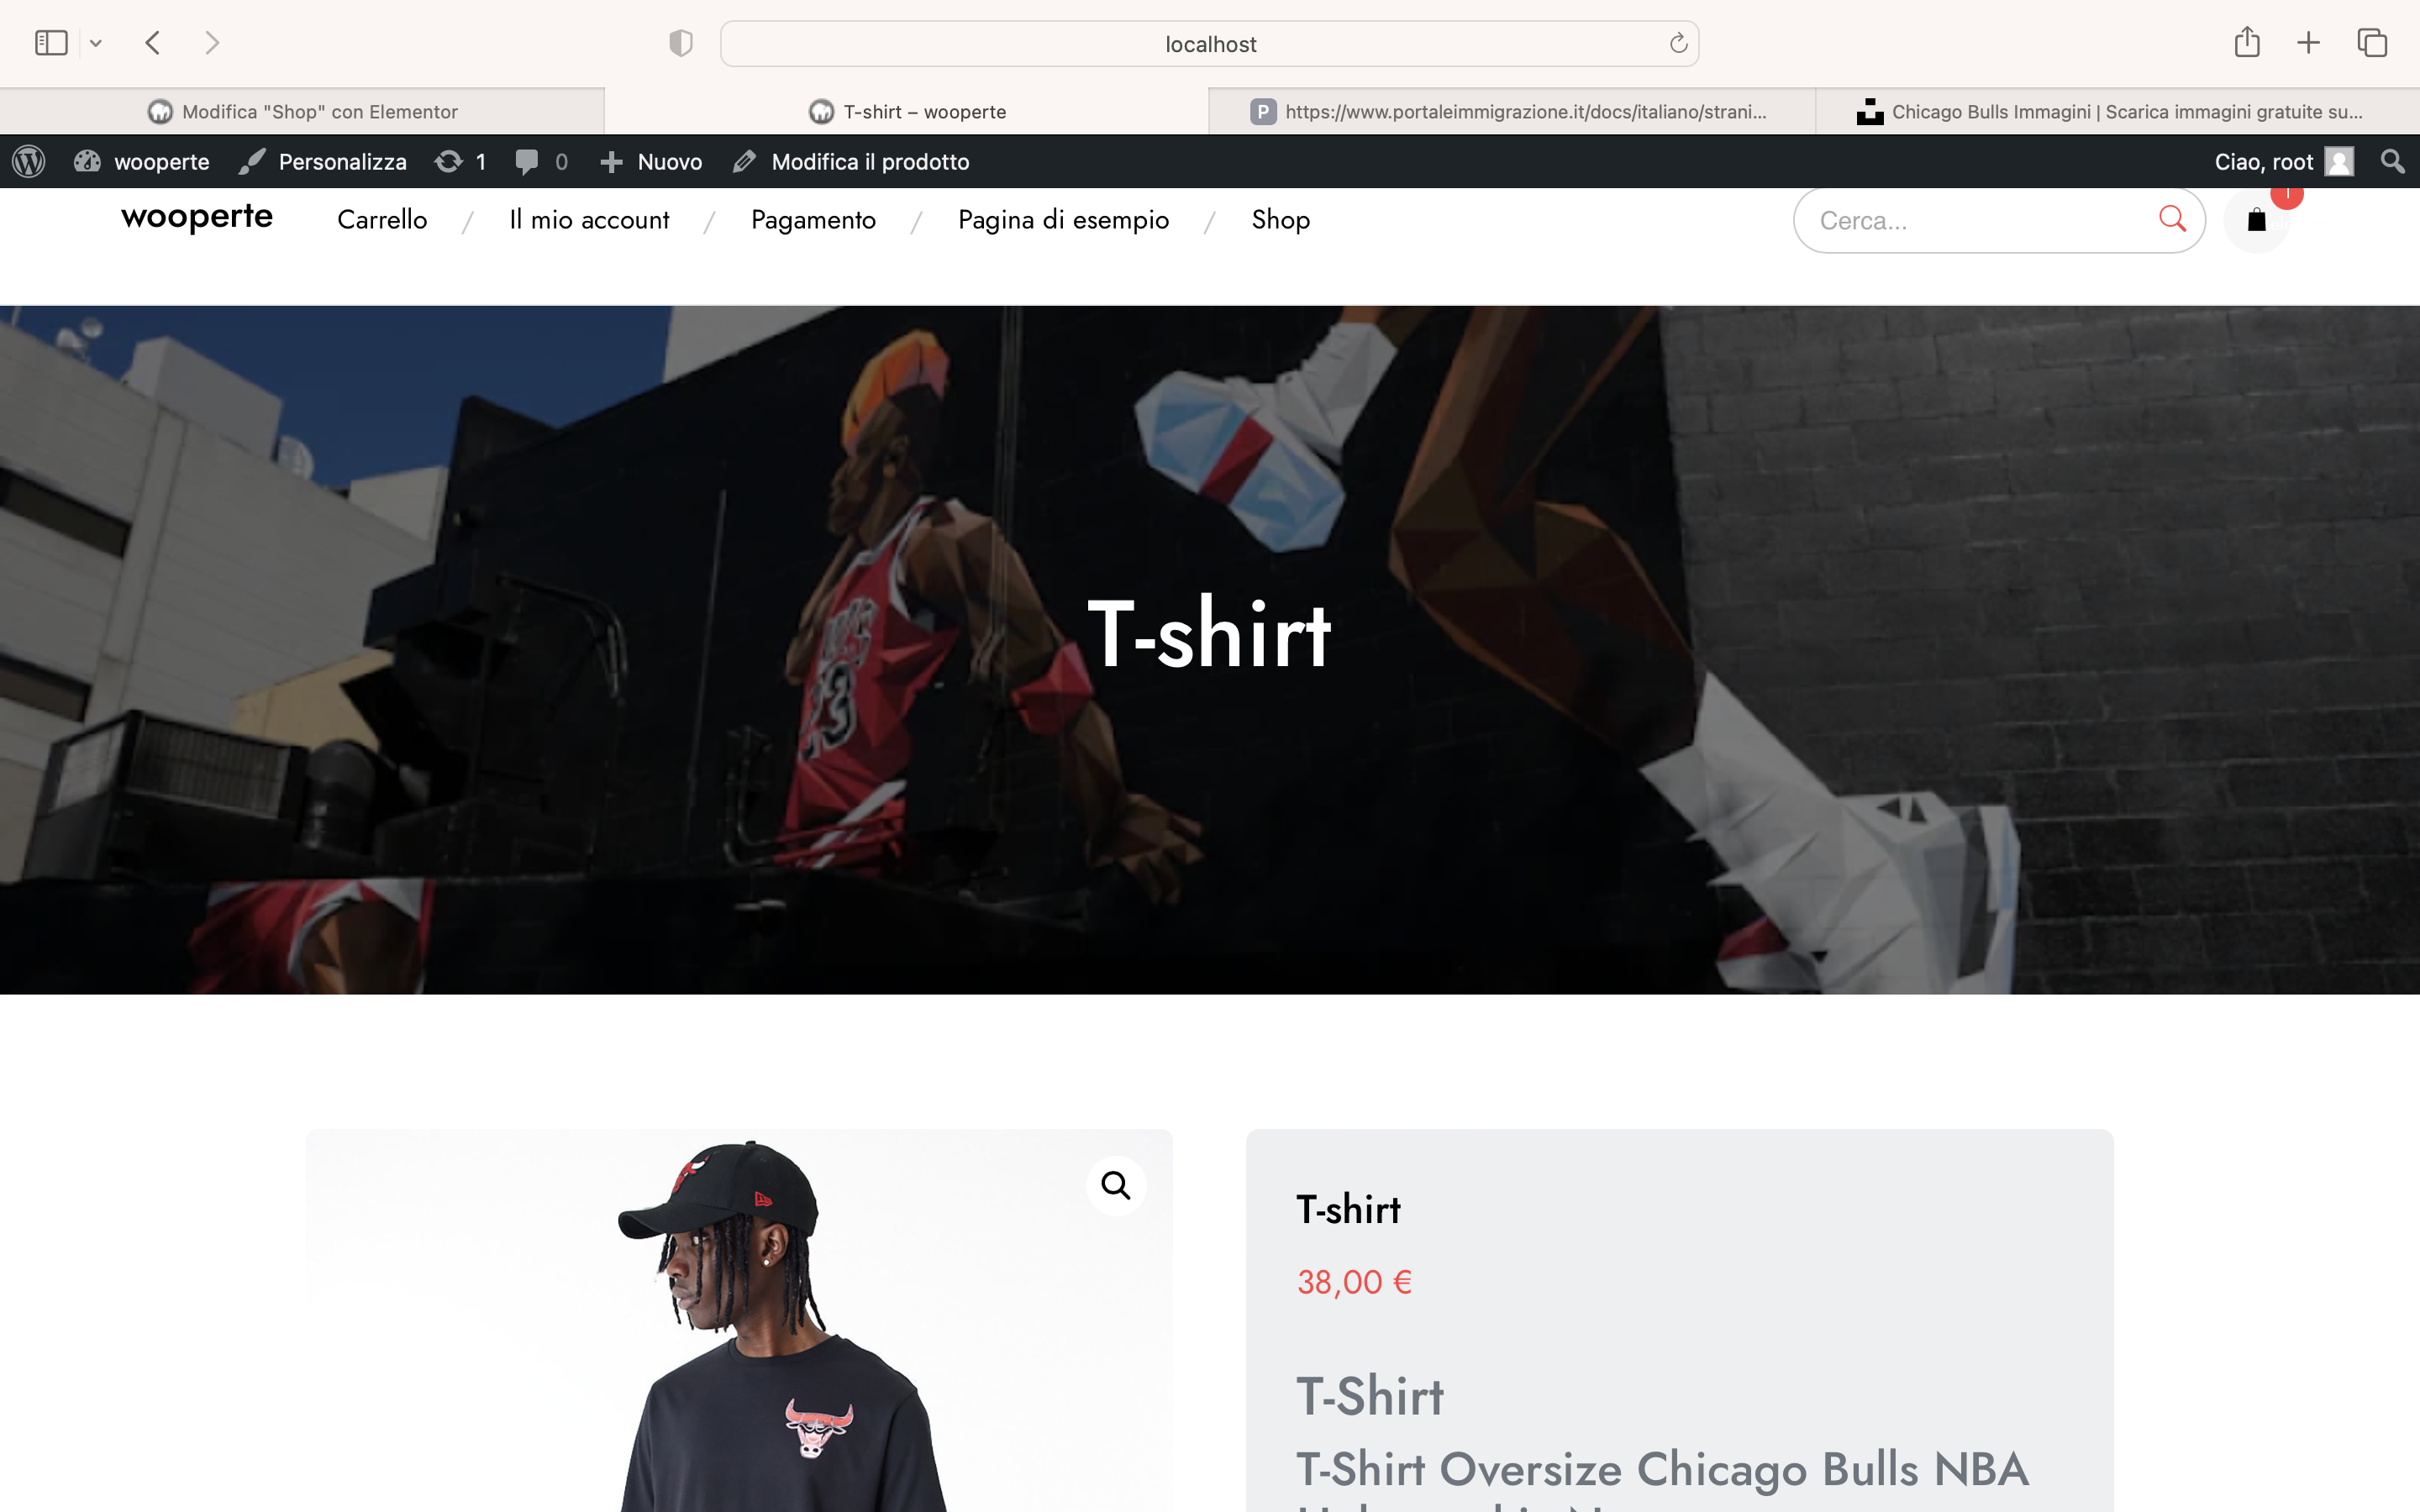 localhost
Modifica "Shop" con Elementor
T-shirt – wooperte
P https://www.portaleimmigrazione.it/docs/italiano/strani...
Chicago Bulls Immagini | Scarica immagini gratuite su...
wooperte Personalizza 1 0 Nuovo Modifica il prodotto Ciao, root
wooperte Carrello / Il mio account / Pagamento / Pagina di esempio / Shop Cerca...
T-shirt
T-shirt
38,00 €
T-Shirt
T-Shirt Oversize Chicago Bulls NBA